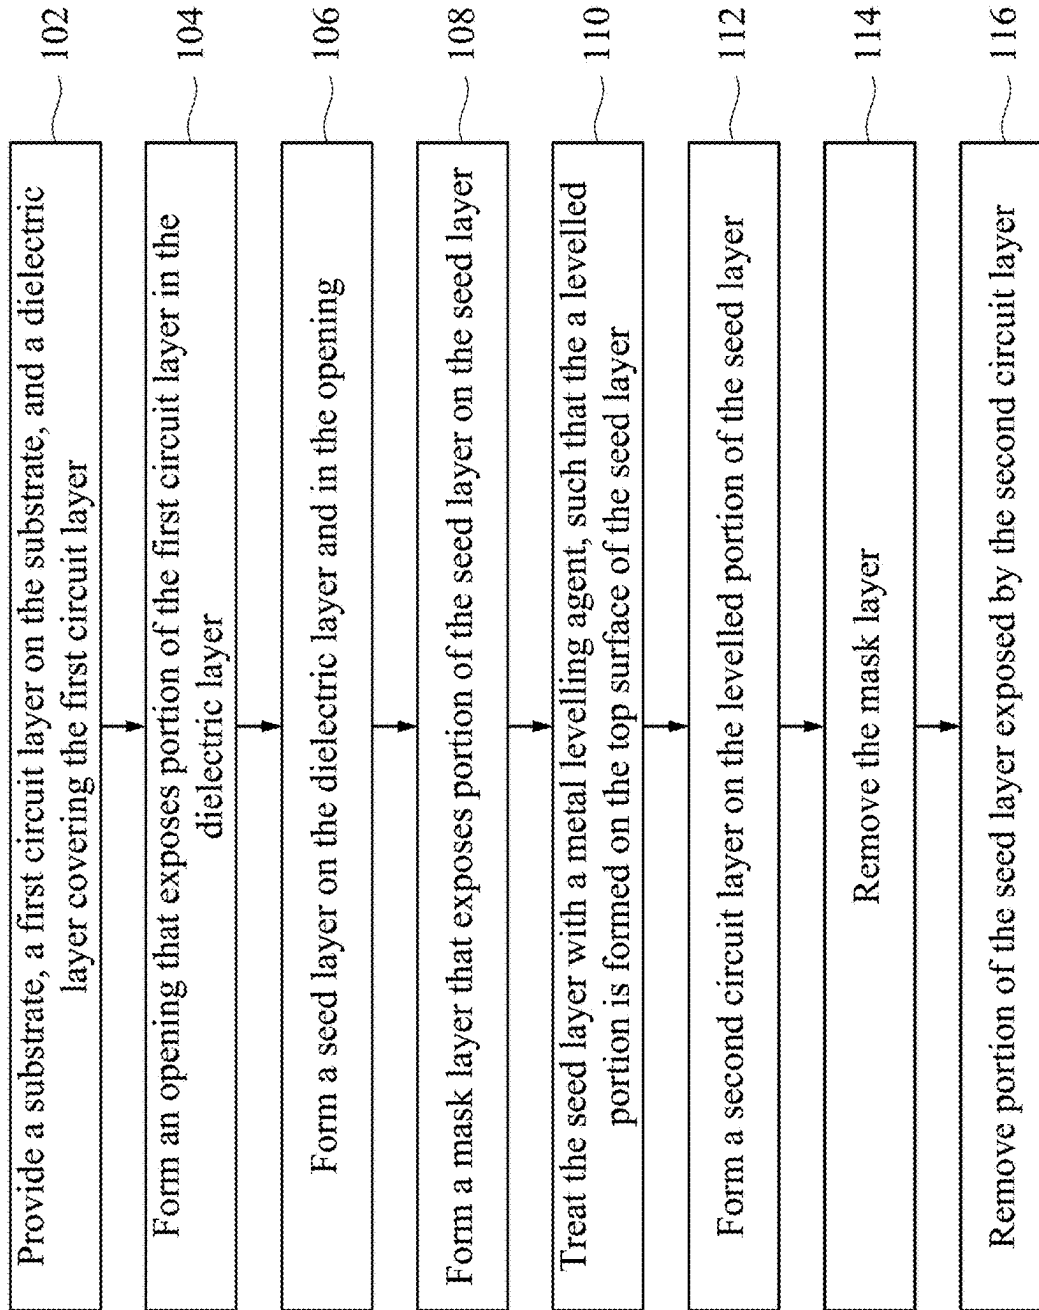 Provide a substrate, a first circuit layer on the substrate, and a dielectric
layer covering the first circuit layer
102
Form an opening that exposes portion of the first circuit layer in the
dielectric layer
104
Form a seed layer on the dielectric layer and in the opening
106
Form a mask layer that exposes portion of the seed layer on the seed layer
108
Treat the seed layer with a metal levelling agent, such that the a levelled
portion is formed on the top surface of the seed layer
110
Form a second circuit layer on the levelled portion of the seed layer
112
Remove the mask layer
114
Remove portion of the seed layer exposed by the second circuit layer
116